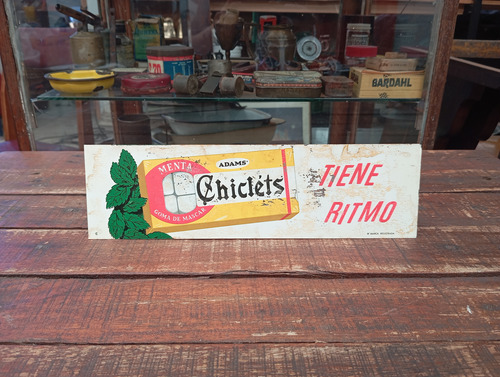 BARDAHL
MENTA
ADAMS'
Chiclets
GOMA DE MASCAR
TIENE
RITMO